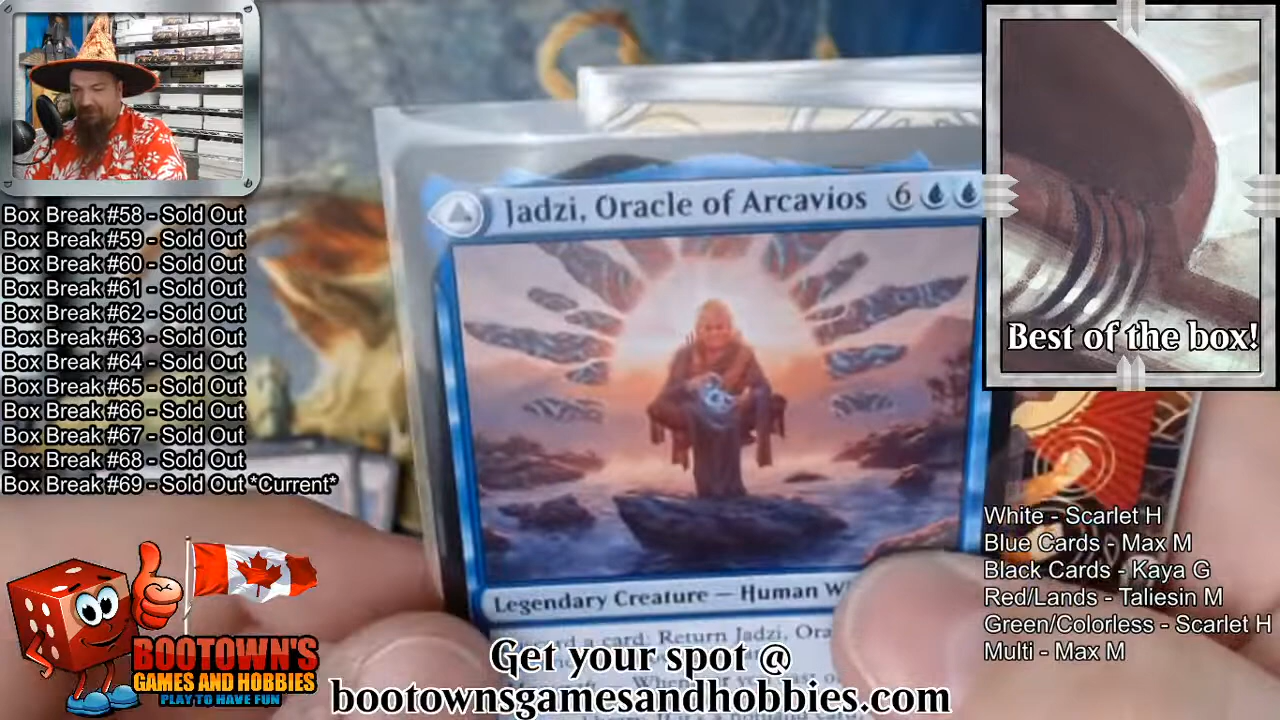 Box Break #58 - Sold Out
Box Break #59 - Sold Out
Box Break #60 - Sold Out
Box Break #61 - Sold Out
Box Break #62 - Sold Out
Box Break #63 - Sold Out
Box Break #64 - Sold Out
Box Break #65 - Sold Out
Box Break #66 - Sold Out
Box Break #67 - Sold Out
Box Break #68 - Sold Out
Box Break #69 - Sold Out *Current*
BOOTOWN'S
GAMES AND HOBBIES
PLAY TO HAVE FUN
Jadzi, Oracle of Arcavios 6
Legendary Creature — Human
a card: Return Jadzi,
Get your spot @
bootownsgamesandhobbies.com
Best of the box!
White - Scarlet H
Blue Cards - Max M
Black Cards - Kaya G
Red/Lands - Taliesin M
Green/Colorless - Scarlet H
Multi - Max M